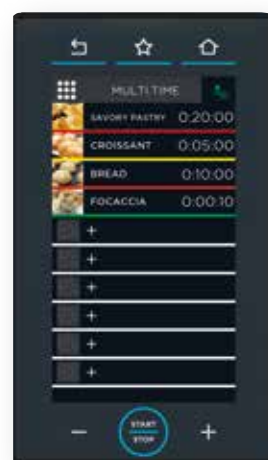 MULTI TIME
SAVORY PASTRY 0:20:00
CROISSANT 0:05:00
BREAD 0:10:00
FOCACCIA 0:00:10
+
+
+
+
+
+
− START STOP +